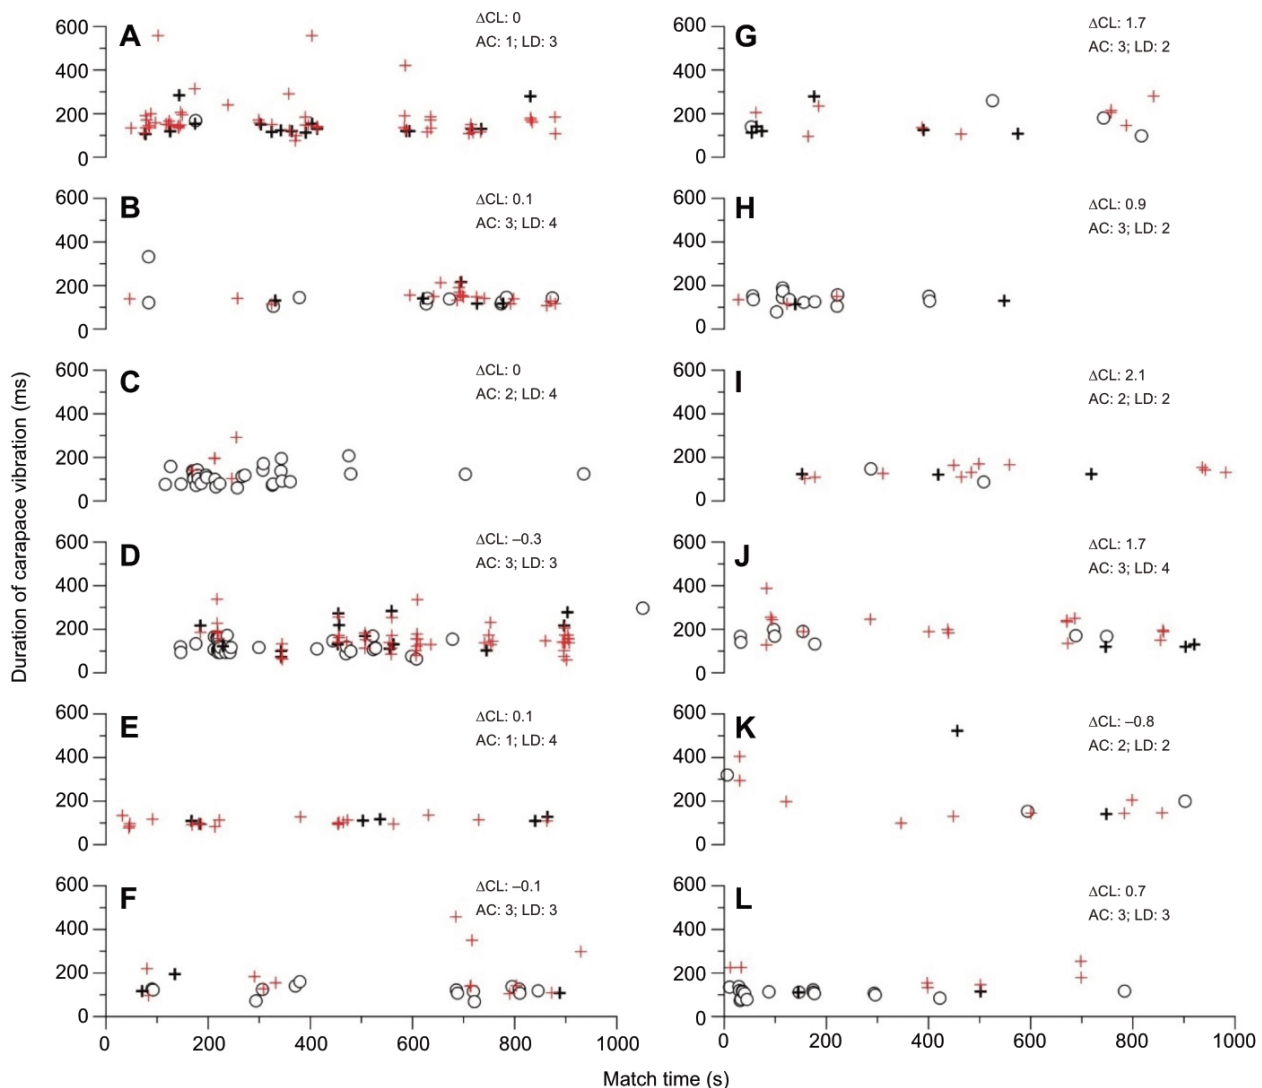 A
ΔCL: 0
AC: 1; LD: 3
600
400
200
0
B
ΔCL: 0.1
AC: 3; LD: 4
600
400
200
0
C
ΔCL: 0
AC: 2; LD: 4
600
400
200
0
D
ΔCL: –0.3
AC: 3; LD: 3
600
400
200
0
E
ΔCL: 0.1
AC: 1; LD: 4
600
400
200
0
F
ΔCL: –0.1
AC: 3; LD: 3
600
400
200
0
0 200 400 600 800 1000
G
ΔCL: 1.7
AC: 3; LD: 2
600
400
200
0
H
ΔCL: 0.9
AC: 3; LD: 2
600
400
200
0
I
ΔCL: 2.1
AC: 2; LD: 2
600
400
200
0
J
ΔCL: 1.7
AC: 3; LD: 4
600
400
200
0
K
ΔCL: –0.8
AC: 2; LD: 2
600
400
200
0
L
ΔCL: 0.7
AC: 3; LD: 3
600
400
200
0
0 200 400 600 800 1000
Duration of carapace vibration (ms)
Match time (s)